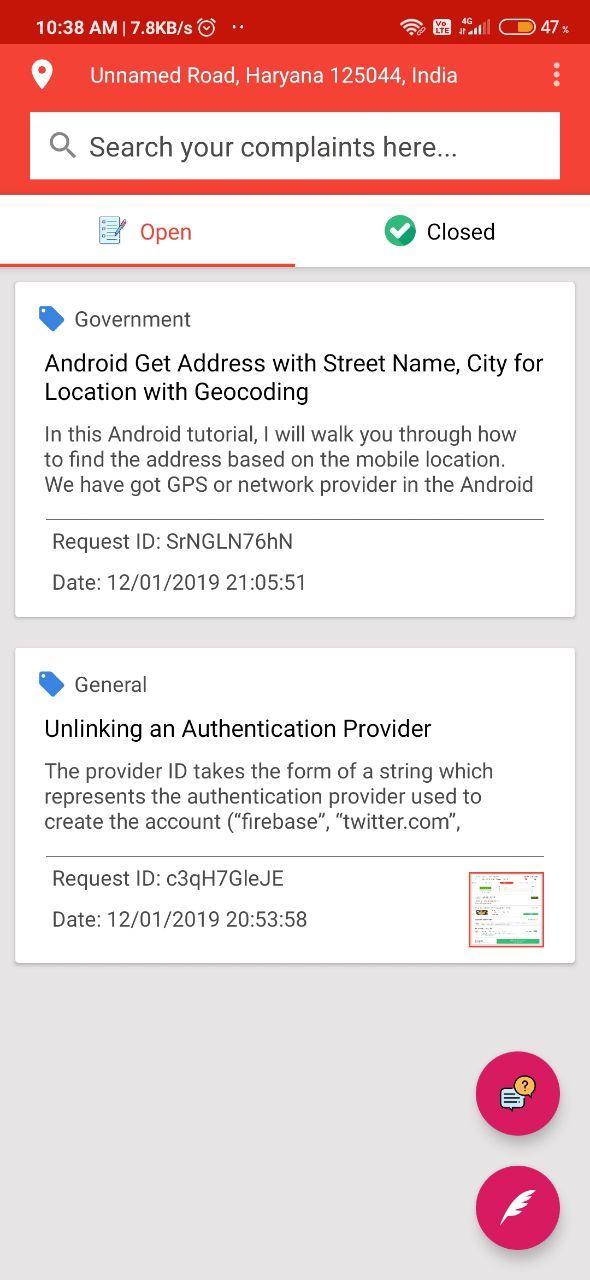 10:38 AM | 7.8KB/s
Vo LTE 4G 47%
Unnamed Road, Haryana 125044, India
Search your complaints here...
Open
Closed
Government
Android Get Address with Street Name, City for
Location with Geocoding
In this Android tutorial, I will walk you through how
to find the address based on the mobile location.
We have got GPS or network provider in the Android
Request ID: SrNGLN76hN
Date: 12/01/2019 21:05:51
General
Unlinking an Authentication Provider
The provider ID takes the form of a string which
represents the authentication provider used to
create the account (“firebase”, “twitter.com”,
Request ID: c3qH7GleJE
Date: 12/01/2019 20:53:58
?